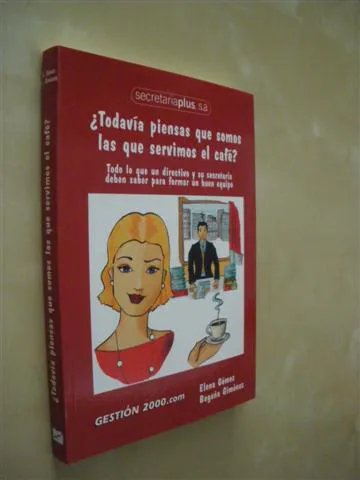 secretariaplus, s.a
¿Todavía piensas que somos
las que servimos el café?
Todo lo que un directivo y su secretaria
deben saber para formar un buen equipo
Elena Gómez
Begoña Giménez
GESTIÓN 2000.com
¿Todavía piensas que somos las que servimos el café?